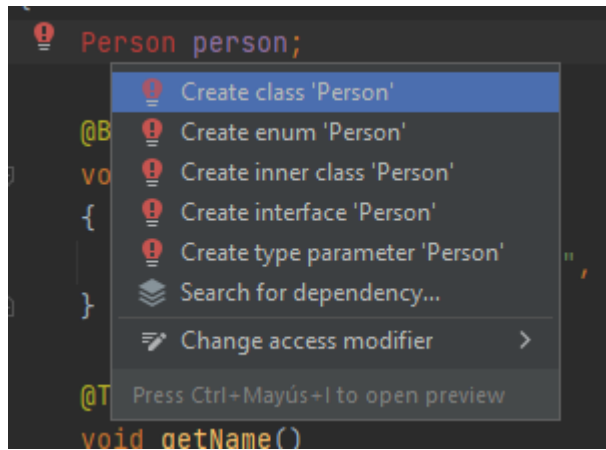 {
Person person;
Create class 'Person'
@B
Create enum 'Person'
vo
Create inner class 'Person'
{
Create interface 'Person'
Create type parameter 'Person'
",
Search for dependency...
}
Change access modifier
@T
Press Ctrl+Mayús+I to open preview
void getName()